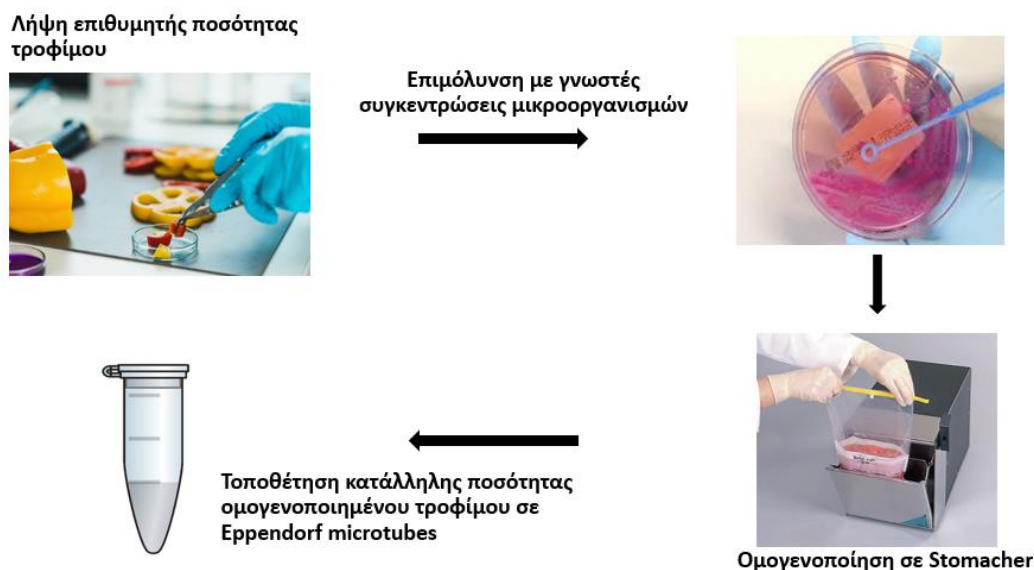 Λήψη επιθυμητής ποσότητας
τροφίμου
Επιμόλυνση με γνωστές
συγκεντρώσεις μικροοργανισμών
Ομογενοποίηση σε Stomacher
Τοποθέτηση κατάλληλης ποσότητας
ομογενοποιημένου τροφίμου σε
Eppendorf microtubes